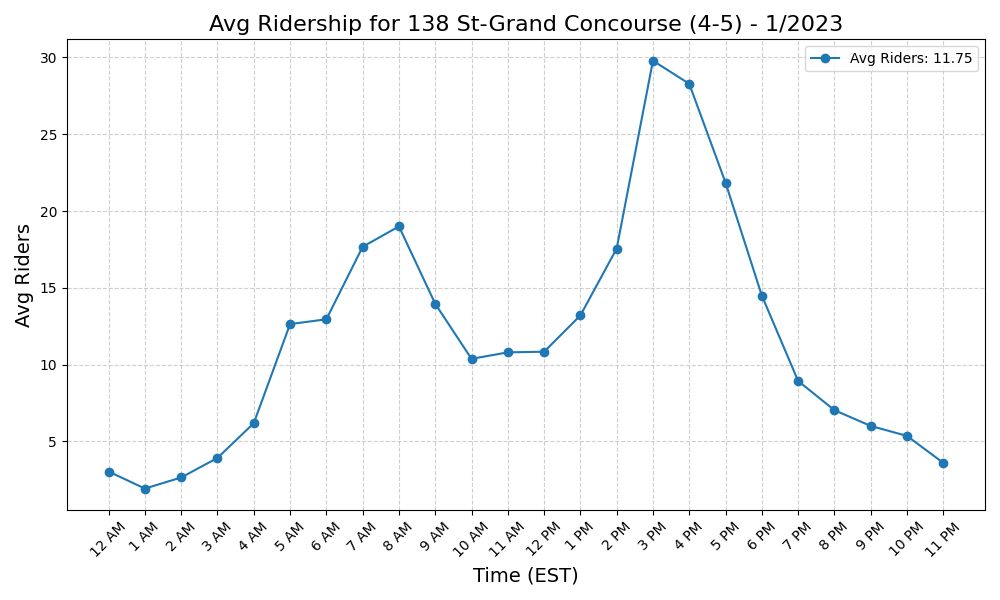 Avg Ridership for 138 St-Grand Concourse (4-5) - 1/2023
Avg Riders: 11.75
Avg Riders
30
25
20
15
10
5
12 AM
1 AM
2 AM
3 AM
4 AM
5 AM
6 AM
7 AM
8 AM
9 AM
10 AM
11 AM
12 PM
1 PM
2 PM
3 PM
4 PM
5 PM
6 PM
7 PM
8 PM
9 PM
10 PM
11 PM
Time (EST)